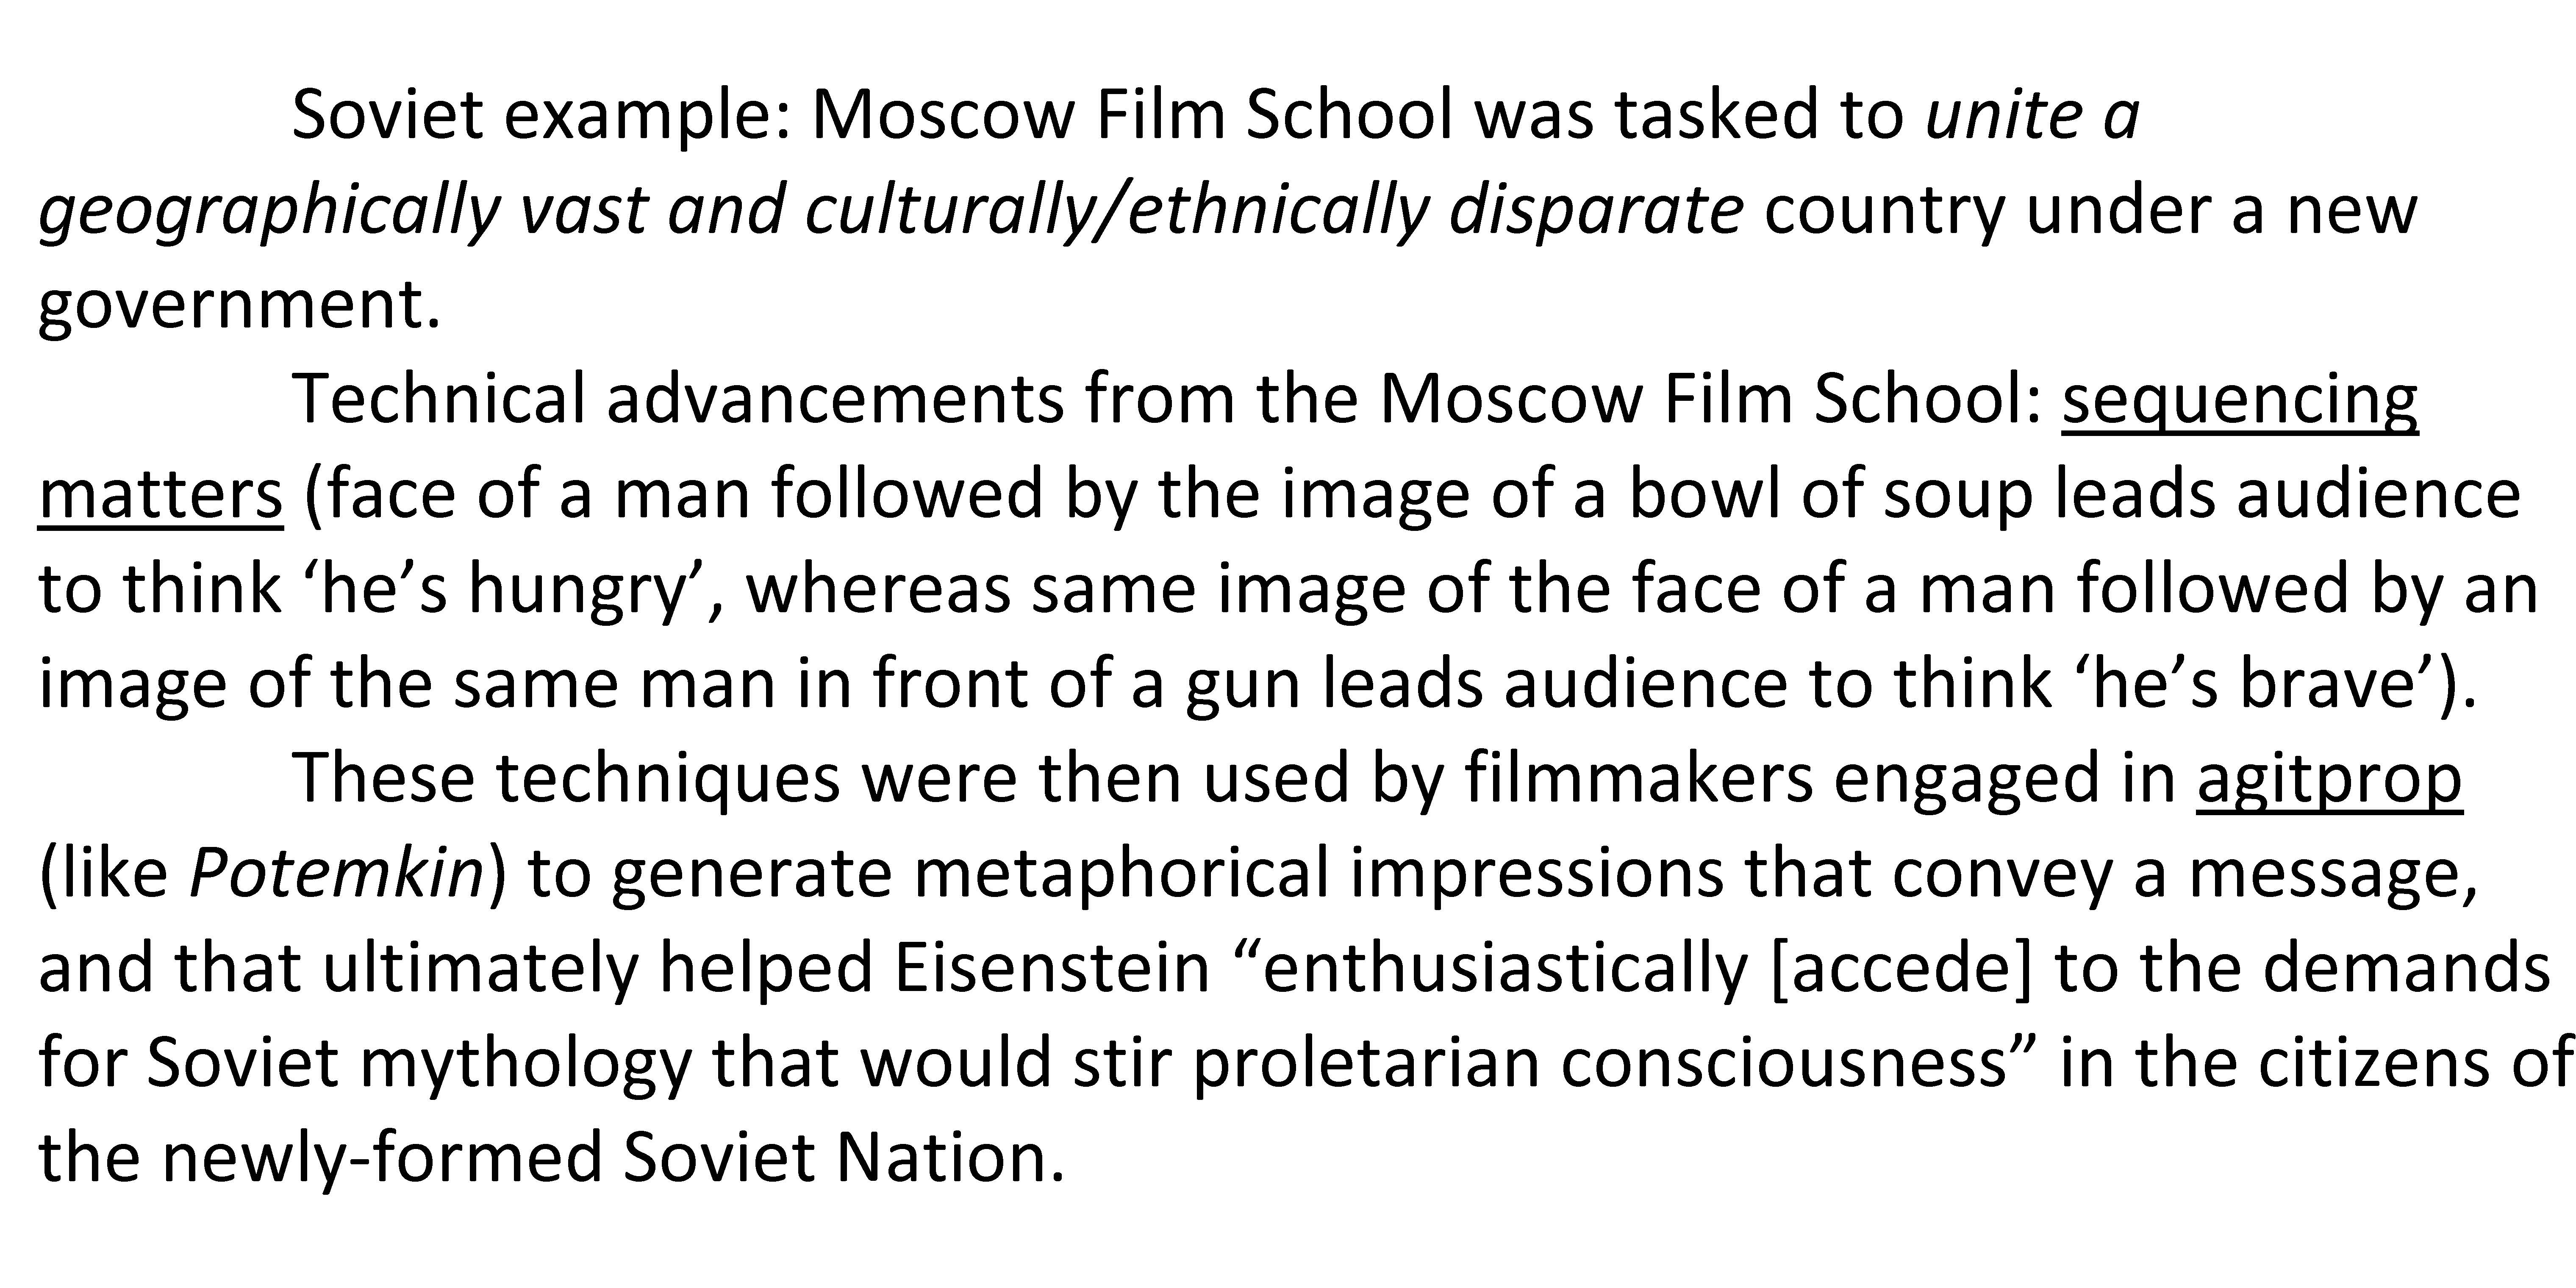 Soviet example: Moscow Film School was tasked to unite a
geographically vast and culturally/ethnically disparate country under a new
government.
Technical advancements from the Moscow Film School: sequencing
matters (face of a man followed by the image of a bowl of soup leads audience
to think ‘he’s hungry’, whereas same image of the face of a man followed by an
image of the same man in front of a gun leads audience to think ‘he’s brave’).
These techniques were then used by filmmakers engaged in agitprop
(like Potemkin) to generate metaphorical impressions that convey a message,
and that ultimately helped Eisenstein “enthusiastically [accede] to the demands
for Soviet mythology that would stir proletarian consciousness” in the citizens of
the newly-formed Soviet Nation.